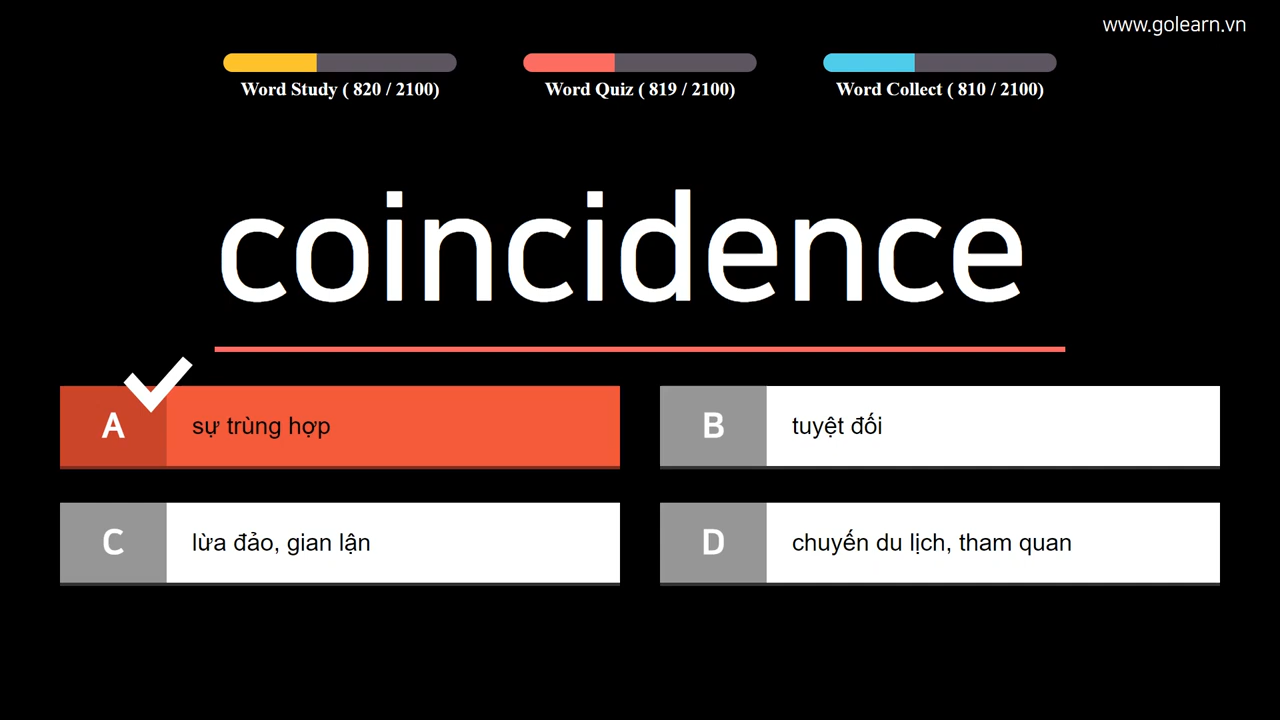 www.golearn.vn
Word Study ( 820 / 2100)
Word Quiz ( 819 / 2100)
Word Collect ( 810 / 2100)
coincidence
A sự trùng hợp
B tuyệt đối
C lừa đảo, gian lận
D chuyến du lịch, tham quan